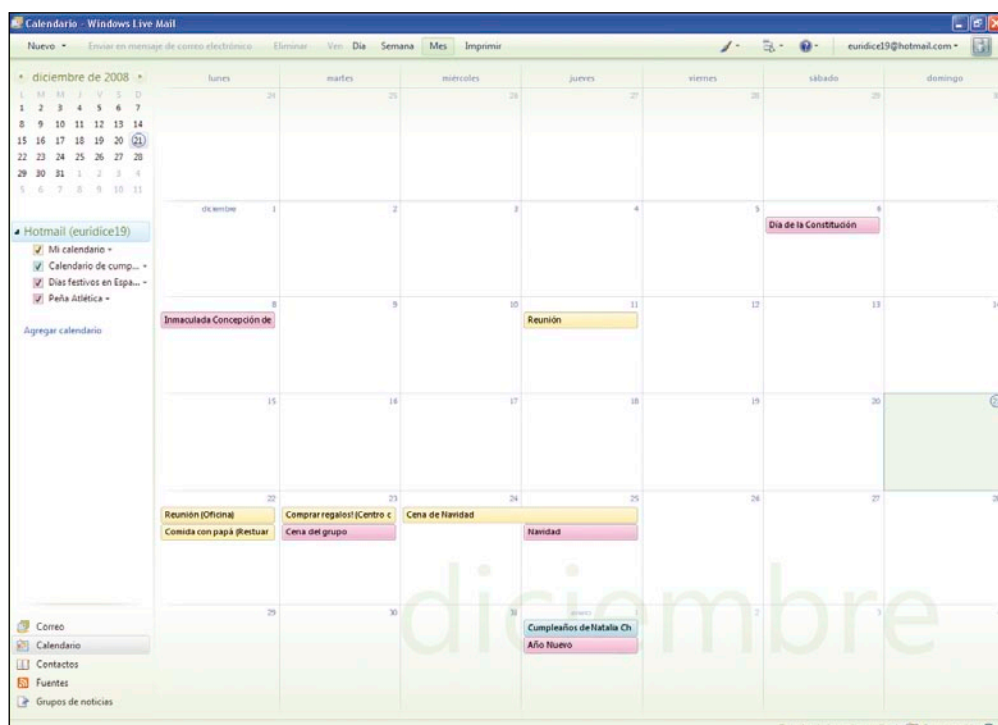 Calendario - Windows Live Mail
Nuevo Enviar en mensaje de correo electrónico Eliminar Ver: Día Semana Mes Imprimir euridice19@hotmail.com
diciembre de 2008
L M M J V S D
1 2 3 4 5 6 7
8 9 10 11 12 13 14
15 16 17 18 19 20 21
22 23 24 25 26 27 28
29 30 31 1 2 3 4
5 6 7 8 9 10 11
Hotmail (euridice19)
Mi calendario
Calendario de cump...
Días festivos en Espa...
Peña Atlética
Agregar calendario
Correo
Calendario
Contactos
Fuentes
Grupos de noticias
lunes martes miércoles jueves viernes sábado domingo
24 25 26 27 28 29
diciembre 1 2 3 4 5 6
Día de la Constitución
8 9 10 11 12 13
Inmaculada Concepción de
Reunión
15 16 17 18 19 20
22 23 24 25 26 27
Reunión (Oficina) Comprar regalos! (Centro c Cena de Navidad
Comida con papá (Restuar Cena del grupo Navidad
29 30 31 enero 1 2 3
Cumpleaños de Natalia Ch
Año Nuevo
diciembre